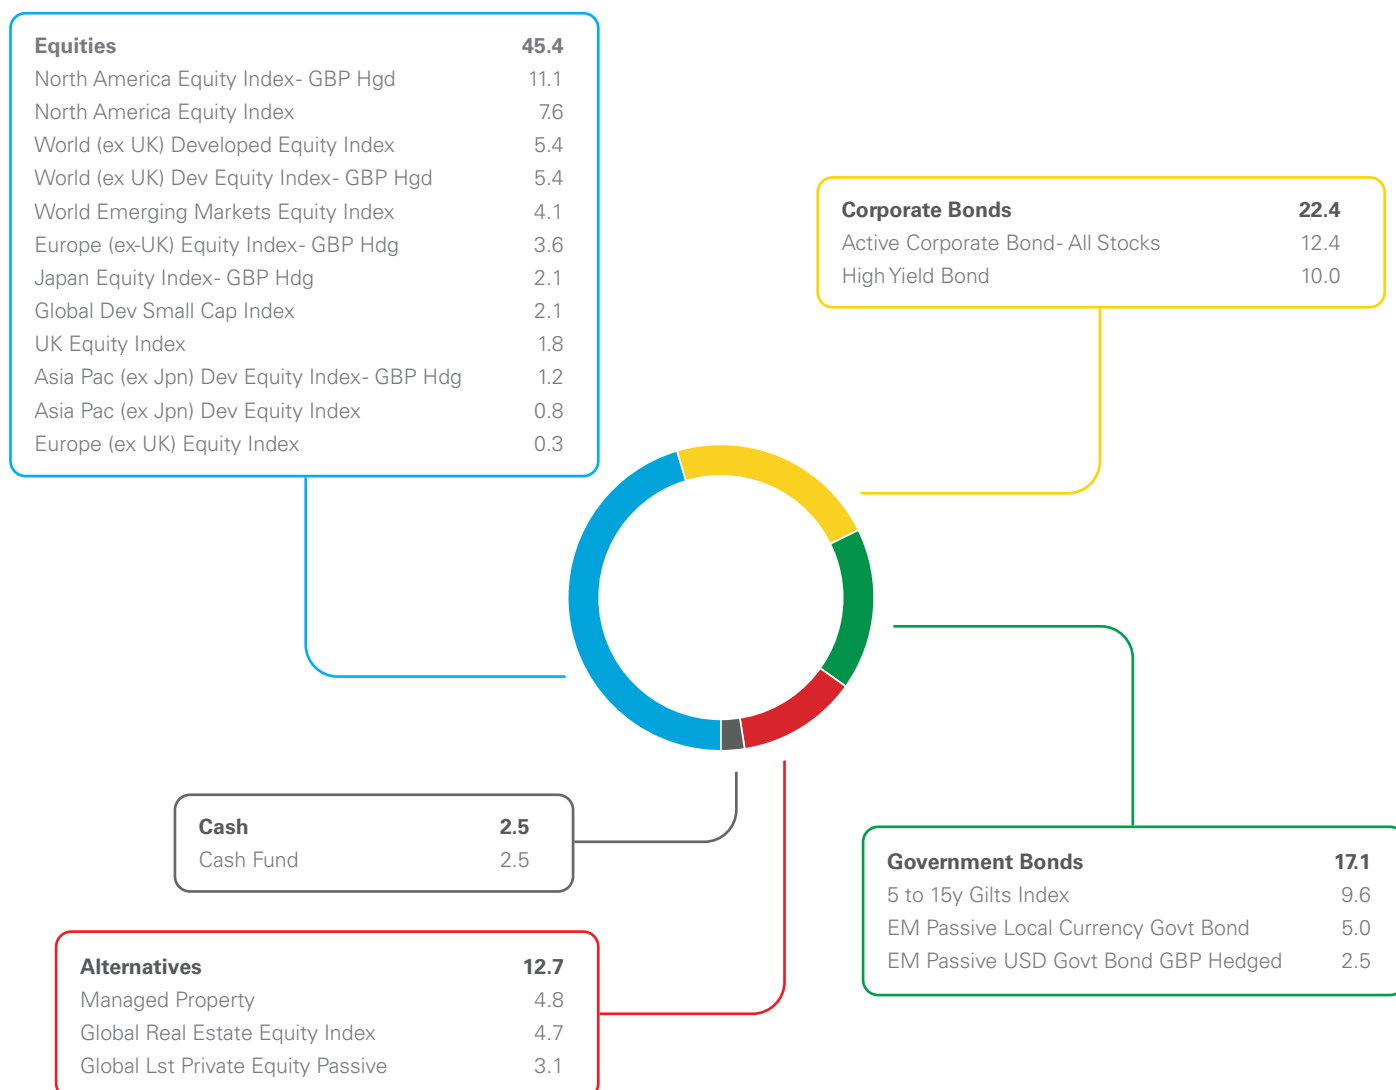 Equities 45.4
North America Equity Index- GBP Hgd 11.1
North America Equity Index 7.6
World (ex UK) Developed Equity Index 5.4
World (ex UK) Dev Equity Index- GBP Hgd 5.4
World Emerging Markets Equity Index 4.1
Europe (ex-UK) Equity Index- GBP Hdg 3.6
Japan Equity Index- GBP Hdg 2.1
Global Dev Small Cap Index 2.1
UK Equity Index 1.8
Asia Pac (ex Jpn) Dev Equity Index- GBP Hdg 1.2
Asia Pac (ex Jpn) Dev Equity Index 0.8
Europe (ex UK) Equity Index 0.3
Corporate Bonds 22.4
Active Corporate Bond- All Stocks 12.4
High Yield Bond 10.0
Cash 2.5
Cash Fund 2.5
Government Bonds 17.1
5 to 15y Gilts Index 9.6
EM Passive Local Currency Govt Bond 5.0
EM Passive USD Govt Bond GBP Hedged 2.5
Alternatives 12.7
Managed Property 4.8
Global Real Estate Equity Index 4.7
Global Lst Private Equity Passive 3.1